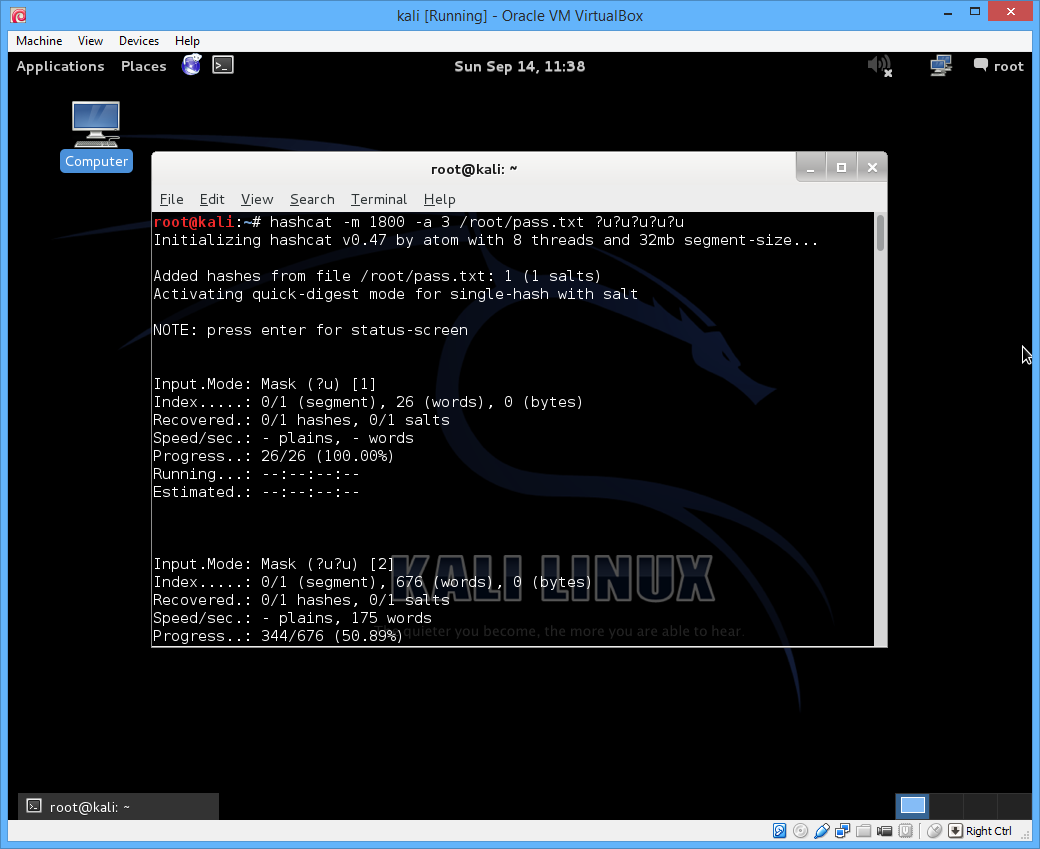 kali [Running] - Oracle VM VirtualBox
Machine View Devices Help
Applications Places Sun Sep 14, 11:38 root
Computer
root@kali: ~
File Edit View Search Terminal Help
root@kali:~# hashcat -m 1800 -a 3 /root/pass.txt ?u?u?u?u?u
Initializing hashcat v0.47 by atom with 8 threads and 32mb segment-size...
Added hashes from file /root/pass.txt: 1 (1 salts)
Activating quick-digest mode for single-hash with salt
NOTE: press enter for status-screen
Input.Mode: Mask (?u) [1]
Index.....: 0/1 (segment), 26 (words), 0 (bytes)
Recovered.: 0/1 hashes, 0/1 salts
Speed/sec.: - plains, - words
Progress..: 26/26 (100.00%)
Running...: --:--:--:--
Estimated.: --:--:--:--
Input.Mode: Mask (?u?u) [2]
Index.....: 0/1 (segment), 676 (words), 0 (bytes)
Recovered.: 0/1 hashes, 0/1 salts
Speed/sec.: - plains, 175 words
Progress..: 344/676 (50.89%)
KALI LINUX
The quieter you become, the more you are able to hear.
root@kali: ~
Right Ctrl